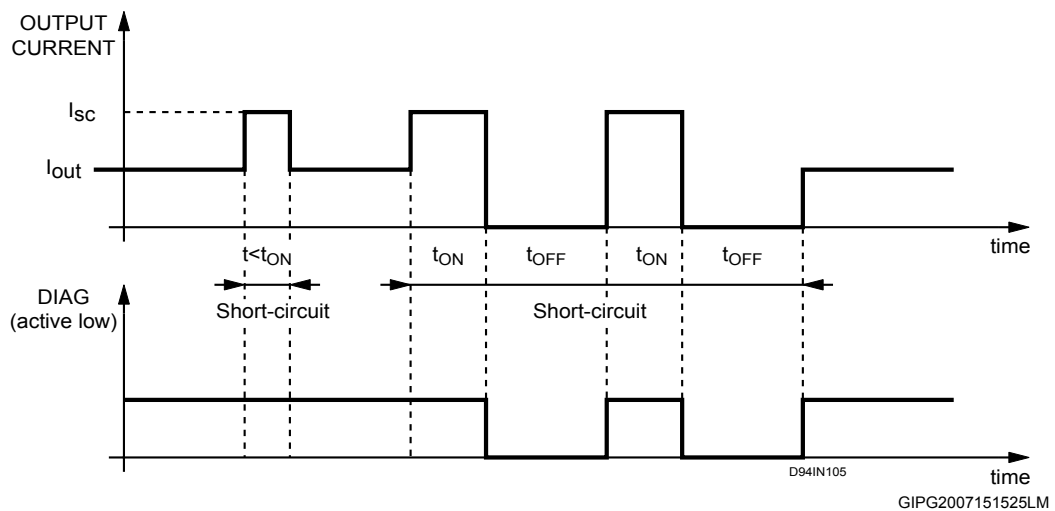 OUTPUT
CURRENT
Isc
Iout
time
t<tON
tON
tOFF
tON
tOFF
DIAG
(active low)
Short-circuit
Short-circuit
D94IN105
time
GIPG2007151525LM